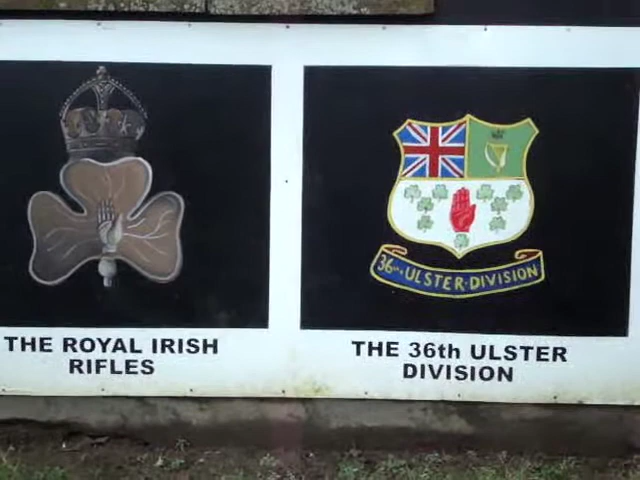 THE ROYAL IRISH
RIFLES
36TH ULSTER DIVISION
THE 36th ULSTER
DIVISION